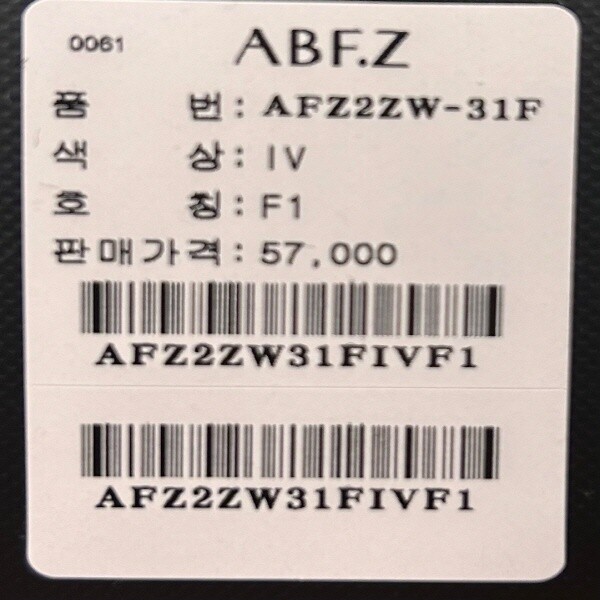 0061 ABF.Z
품 번 : AFZ2ZW-31F
색 상 : IV
호 칭 : F1
판매가격 : 57,000
AFZ2ZW31FIVF1
AFZ2ZW31FIVF1